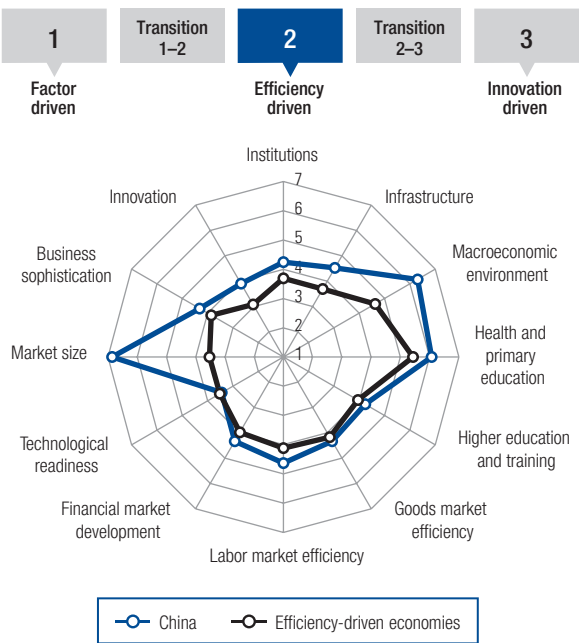 1
Transition
1–2
2
Transition
2–3
3
Factor
driven
Efficiency
driven
Innovation
driven
Institutions
7
Innovation
6
Infrastructure
5
Business
sophistication
4
Macroeconomic
environment
3
2
Market size
1
Health and
primary
education
Technological
readiness
Higher education
and training
Financial market
development
Goods market
efficiency
Labor market efficiency
China
Efficiency-driven economies